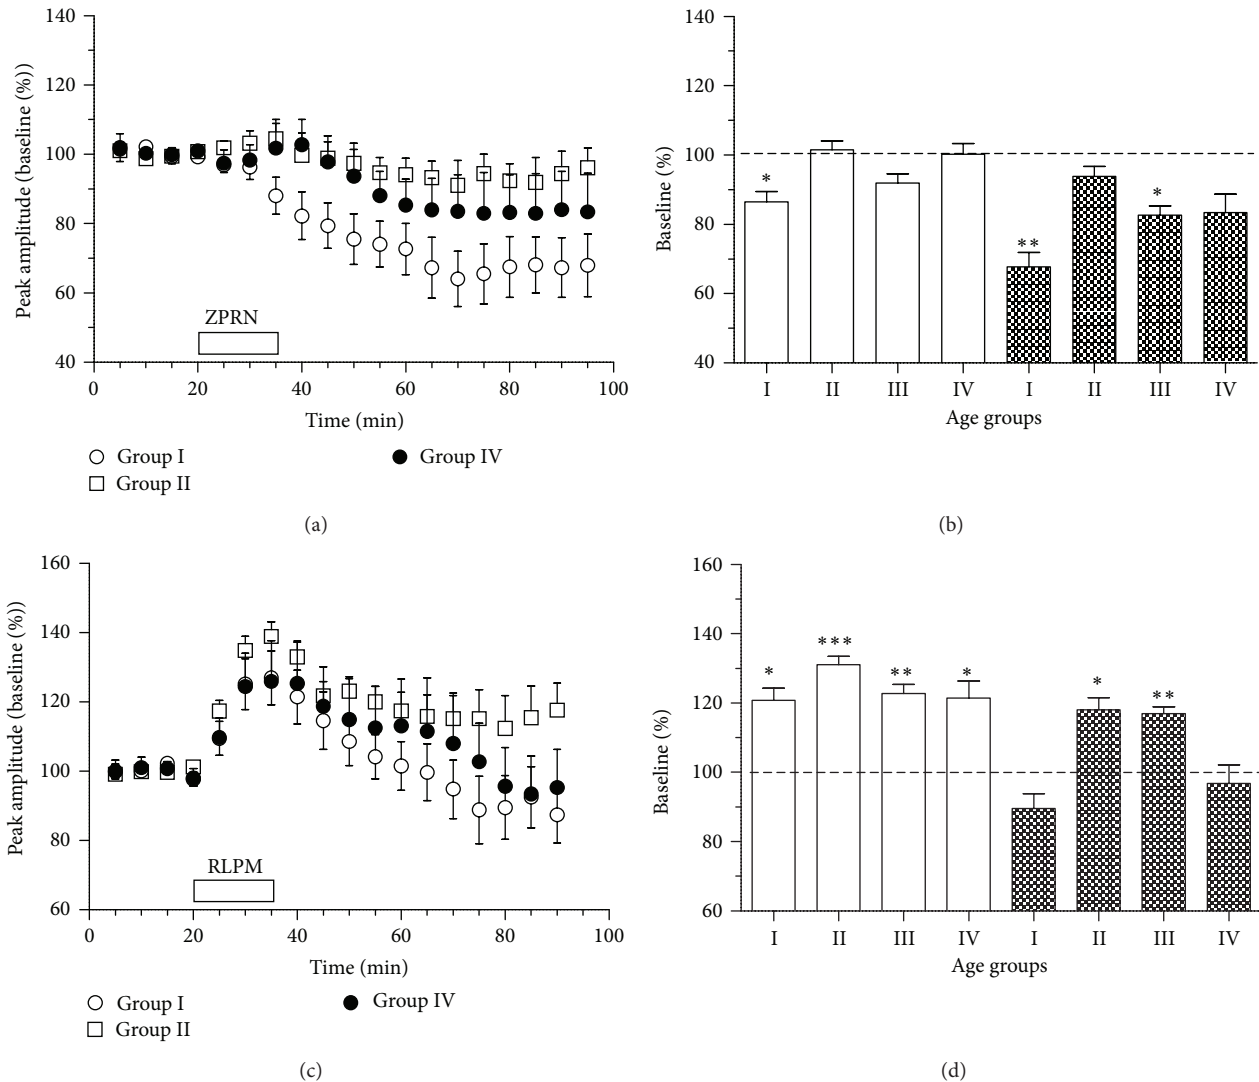 140
120
100
80
60
40
Peak amplitude (baseline (%))
ZPRN
0 20 40 60 80 100
Time (min)
Group I
Group II
Group IV
(a)
140
120
100
80
60
40
Baseline (%)
*
**
*
I II III IV I II III IV
Age groups
(b)
160
140
120
100
80
60
Peak amplitude (baseline (%))
RLPM
0 20 40 60 80 100
Time (min)
Group I
Group II
Group IV
(c)
160
140
120
100
80
60
Baseline (%)
*
***
**
*
*
**
I II III IV I II III IV
Age groups
(d)